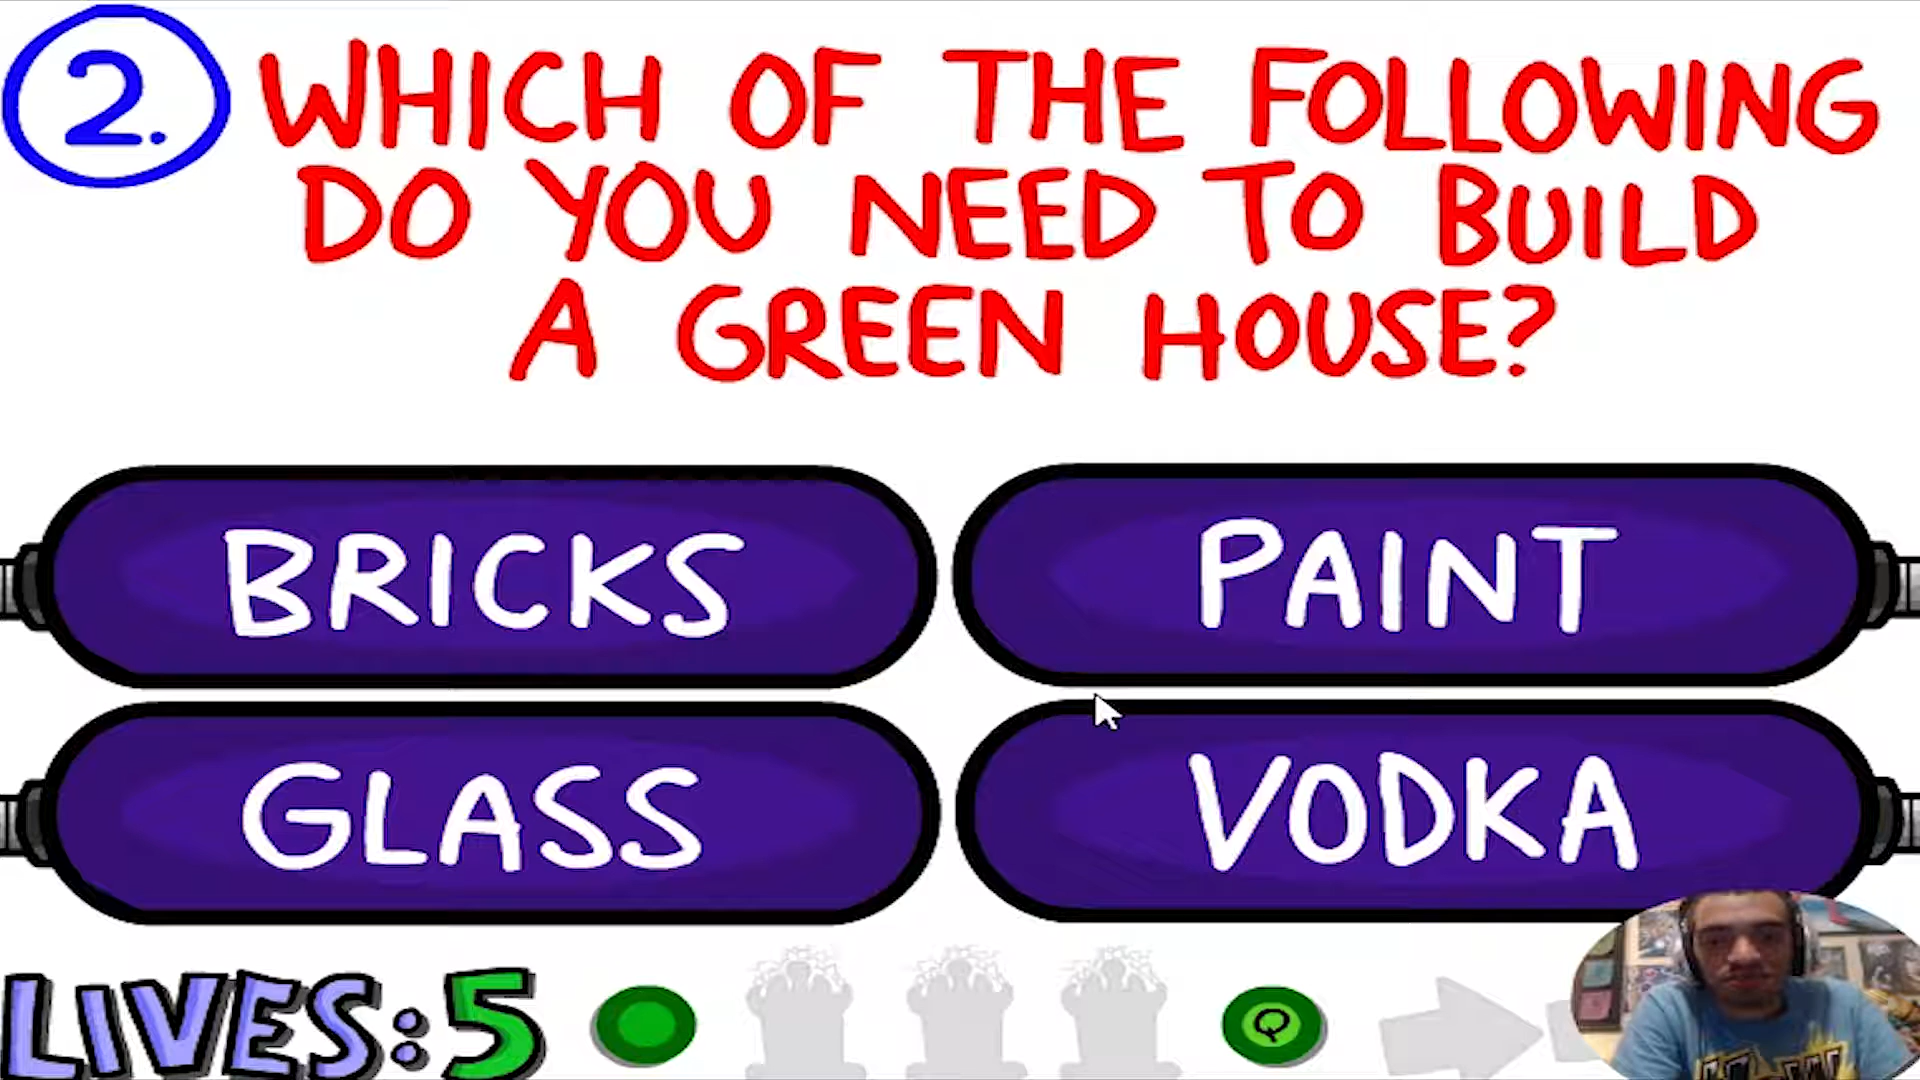 2.
WHICH OF THE FOLLOWING
DO YOU NEED TO BUILD
A GREEN HOUSE?
BRICKS
PAINT
GLASS
VODKA
LIVES:5
Q